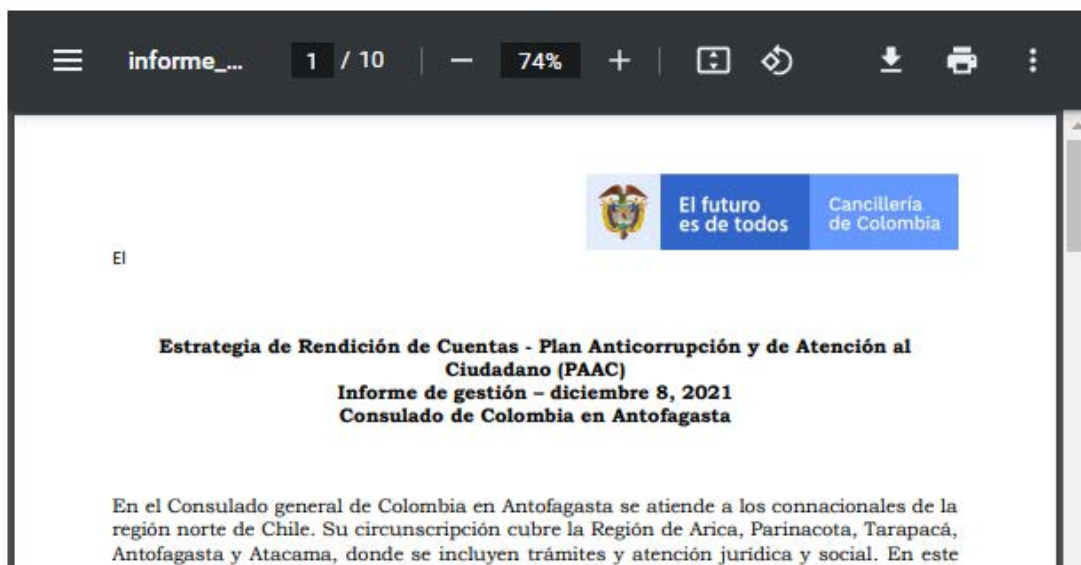 informe_... 1 / 10 74%
El futuro
es de todos
Cancillería
de Colombia
El
Estrategia de Rendición de Cuentas - Plan Anticorrupción y de Atención al
Ciudadano (PAAC)
Informe de gestión – diciembre 8, 2021
Consulado de Colombia en Antofagasta
En el Consulado general de Colombia en Antofagasta se atiende a los connacionales de la
región norte de Chile. Su circunscripción cubre la Región de Arica, Parinacota, Tarapacá,
Antofagasta y Atacama, donde se incluyen trámites y atención jurídica y social. En este